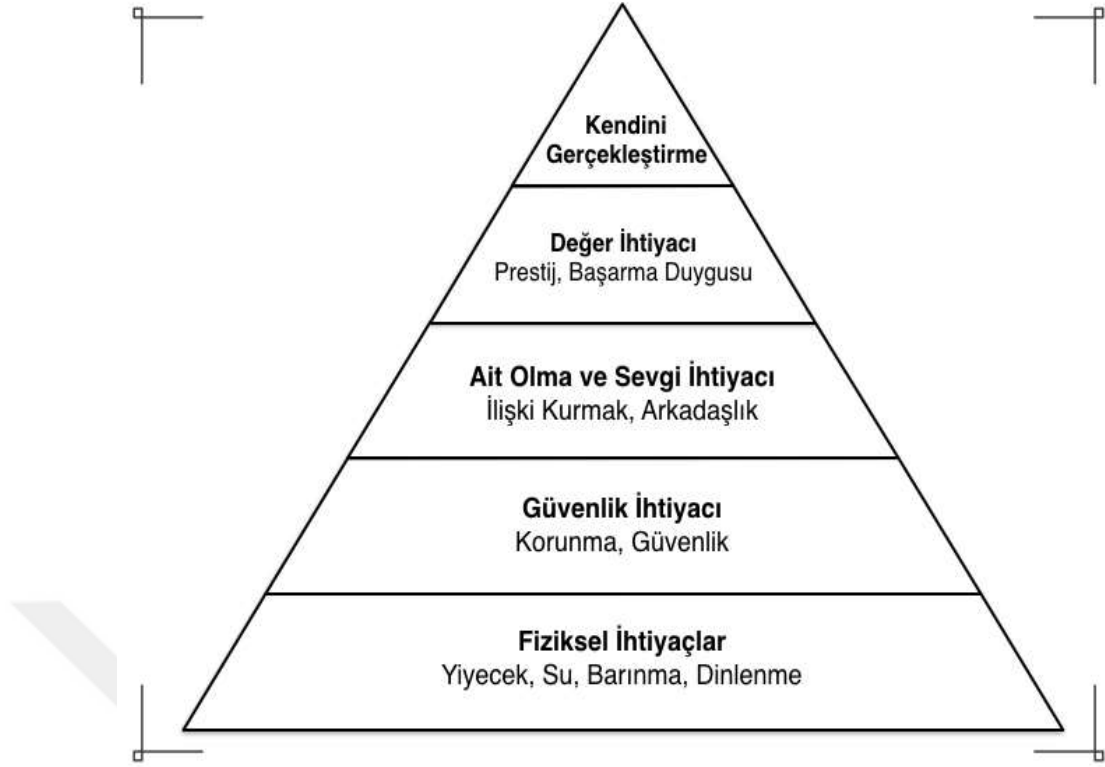 Kendini
Gerçekleştirme
Değer İhtiyacı
Prestij, Başarma Duygusu
Ait Olma ve Sevgi İhtiyacı
İlişki Kurmak, Arkadaşlık
Güvenlik İhtiyacı
Korunma, Güvenlik
Fiziksel İhtiyaçlar
Yiyecek, Su, Barınma, Dinlenme